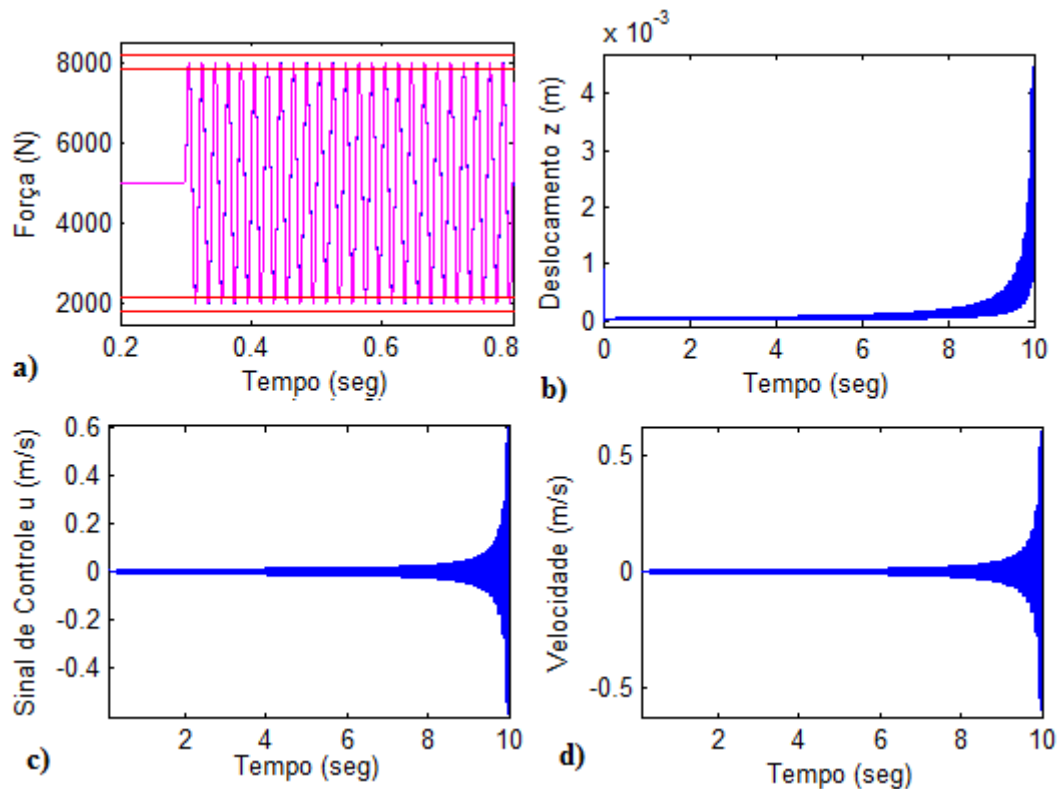 x 10⁻³
8000
6000
4000
2000
Força (N)
0.2
0.4
0.6
0.8
Tempo (seg)
a)
4
3
2
1
0
Deslocamento z (m)
0
2
4
6
8
10
Tempo (seg)
b)
0.6
0.4
0.2
0
-0.2
-0.4
Sinal de Controle u (m/s)
2
4
6
8
10
Tempo (seg)
c)
0.5
0
-0.5
Velocidade (m/s)
2
4
6
8
10
Tempo (seg)
d)